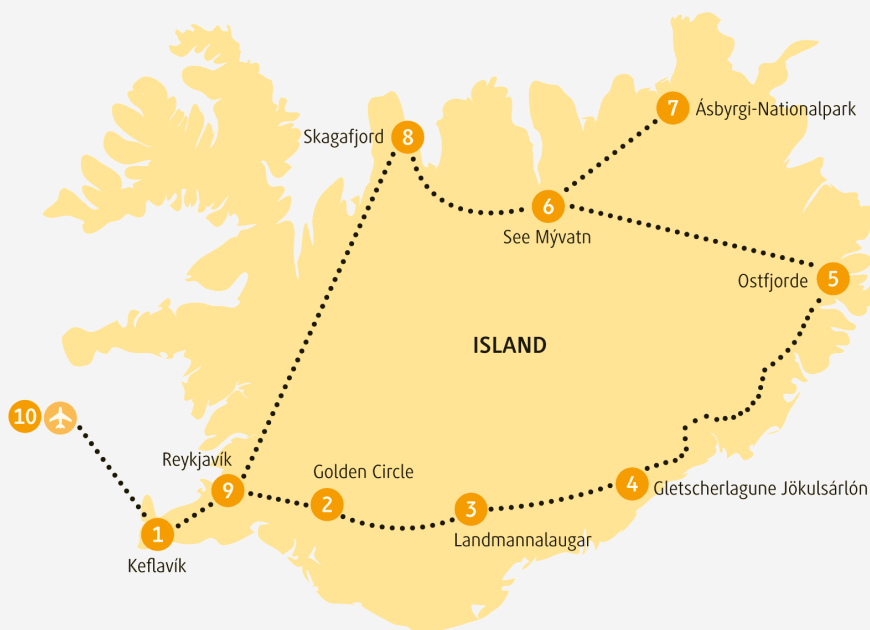 7 Ásbyrgi-Nationalpark
Skagafjord 8
6
See Mývatn
Ostfjorde 5
ISLAND
10
Reykjavík
9
Golden Circle
2
3
Landmannalaugar
4 Gletscherlagune Jökulsárlón
1
Keflavík